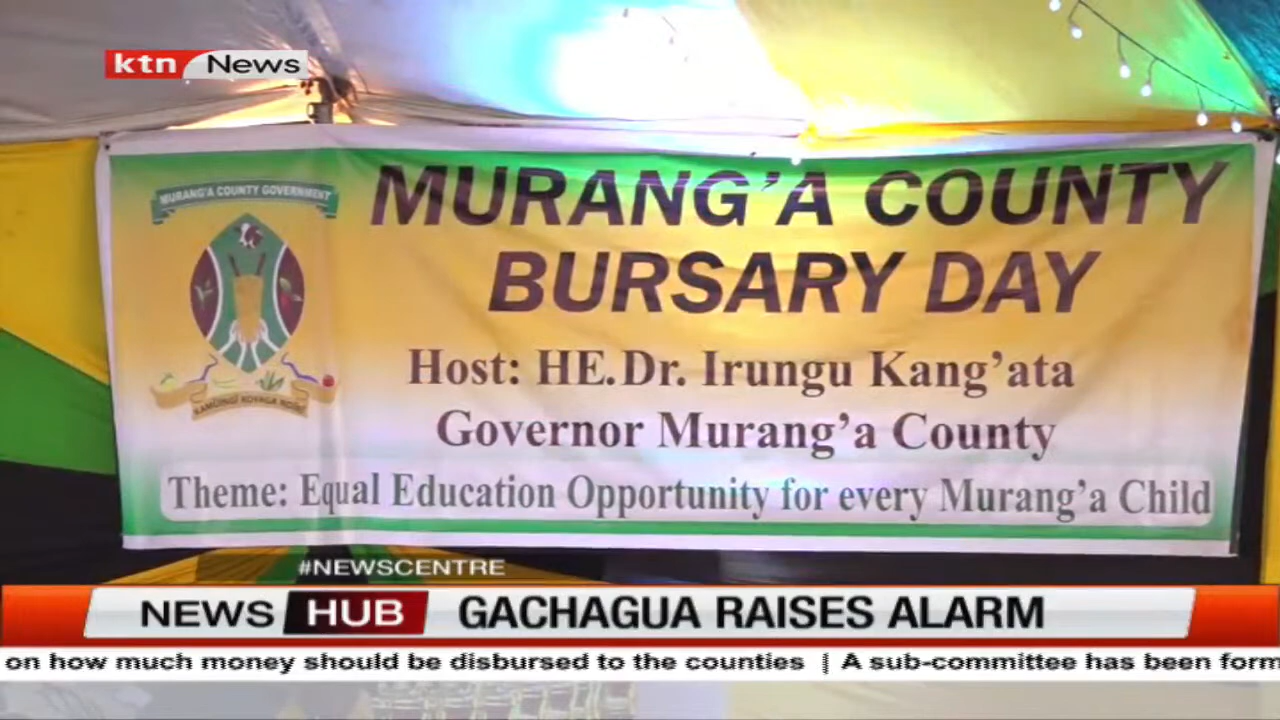 ktn News
MURANG'A COUNTY GOVERNMENT
MURANG'A COUNTY
BURSARY DAY
Host: HE.Dr. Irungu Kang'ata
Governor Murang'a County
Theme: Equal Education Opportunity for every Murang'a Child
#NEWSCENTRE
NEWS HUB GACHAGUA RAISES ALARM
on how much money should be disbursed to the counties | A sub-committee has been form